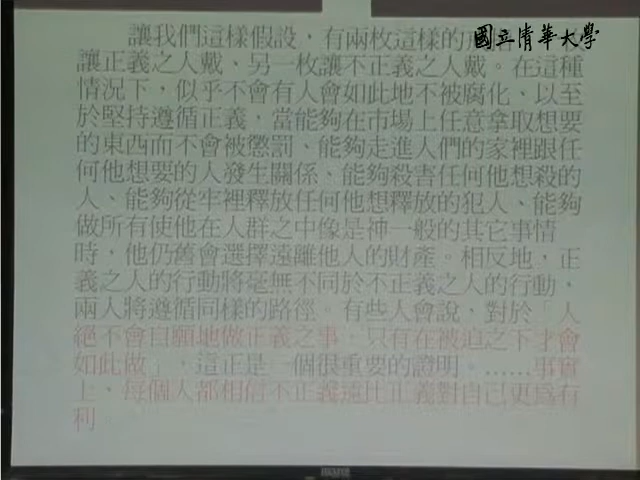 讓我們這樣假設，有兩枚這樣的
國立清華大學
讓正義之人戴、另一枚讓不正義之人戴。在這種
情況下，似乎不會有人會如此地不被腐化、以至
於堅持遵循正義，當能夠在市場上任意拿取想要
的東西而不會被懲罰、能夠走進人們的家裡跟任
何他想要的人發生關係、能夠殺害任何他想殺的
人、能夠從牢裡釋放任何他想釋放的犯人、能夠
做所有使他在人群之中像是神一般的其它事情
時，他仍舊會選擇遠離他人的財產。相反地，正
義之人的行動將毫無不同於不正義之人的行動，
兩人將遵循同樣的路徑。有些人會說，對於「人
絕不會自願地做正義之事，只有在被迫之下才會
如此做」，這正是一個很重要的證明。……事實
上，每個人都相信不正義遠比正義對自己更為有
利。